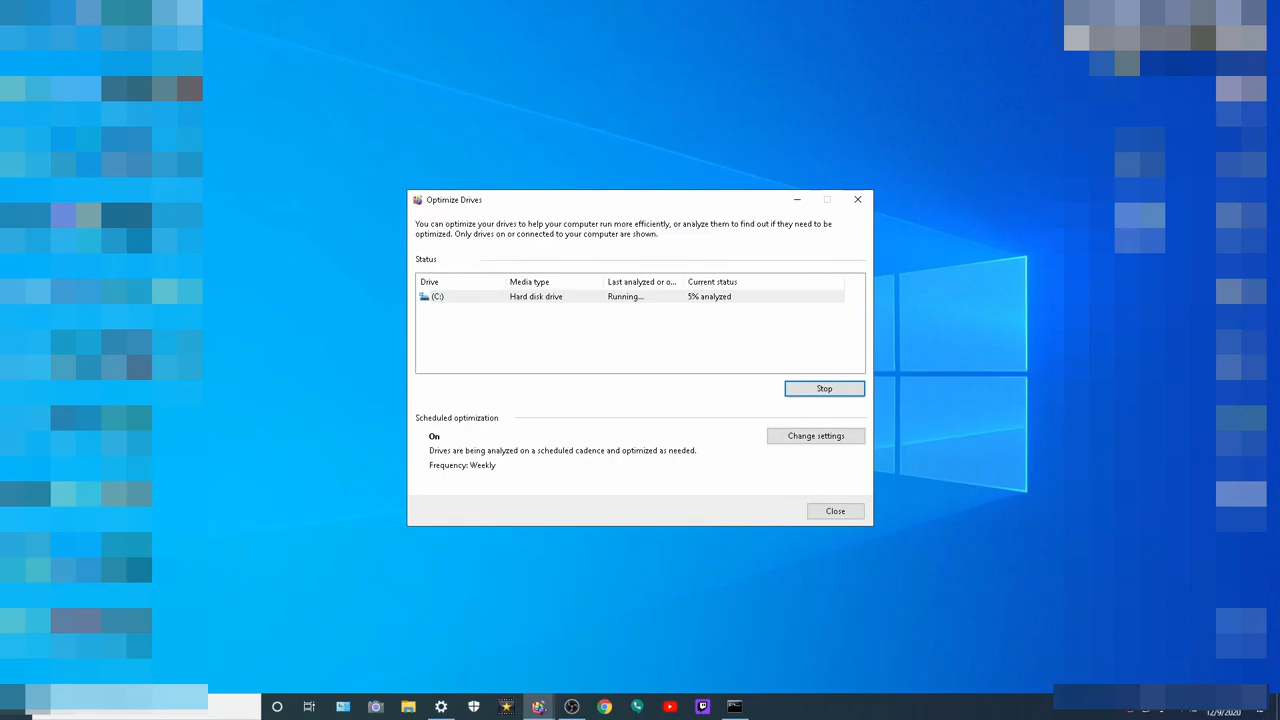 Optimize Drives
You can optimize your drives to help your computer run more efficiently, or analyze them to find out if they need to be
optimized. Only drives on or connected to your computer are shown.
Status
Drive Media type Last analyzed or o... Current status
(C:) Hard disk drive Running... 5% analyzed
Stop
Scheduled optimization
On
Change settings
Drives are being analyzed on a scheduled cadence and optimized as needed.
Frequency: Weekly
Close
12/9/2020